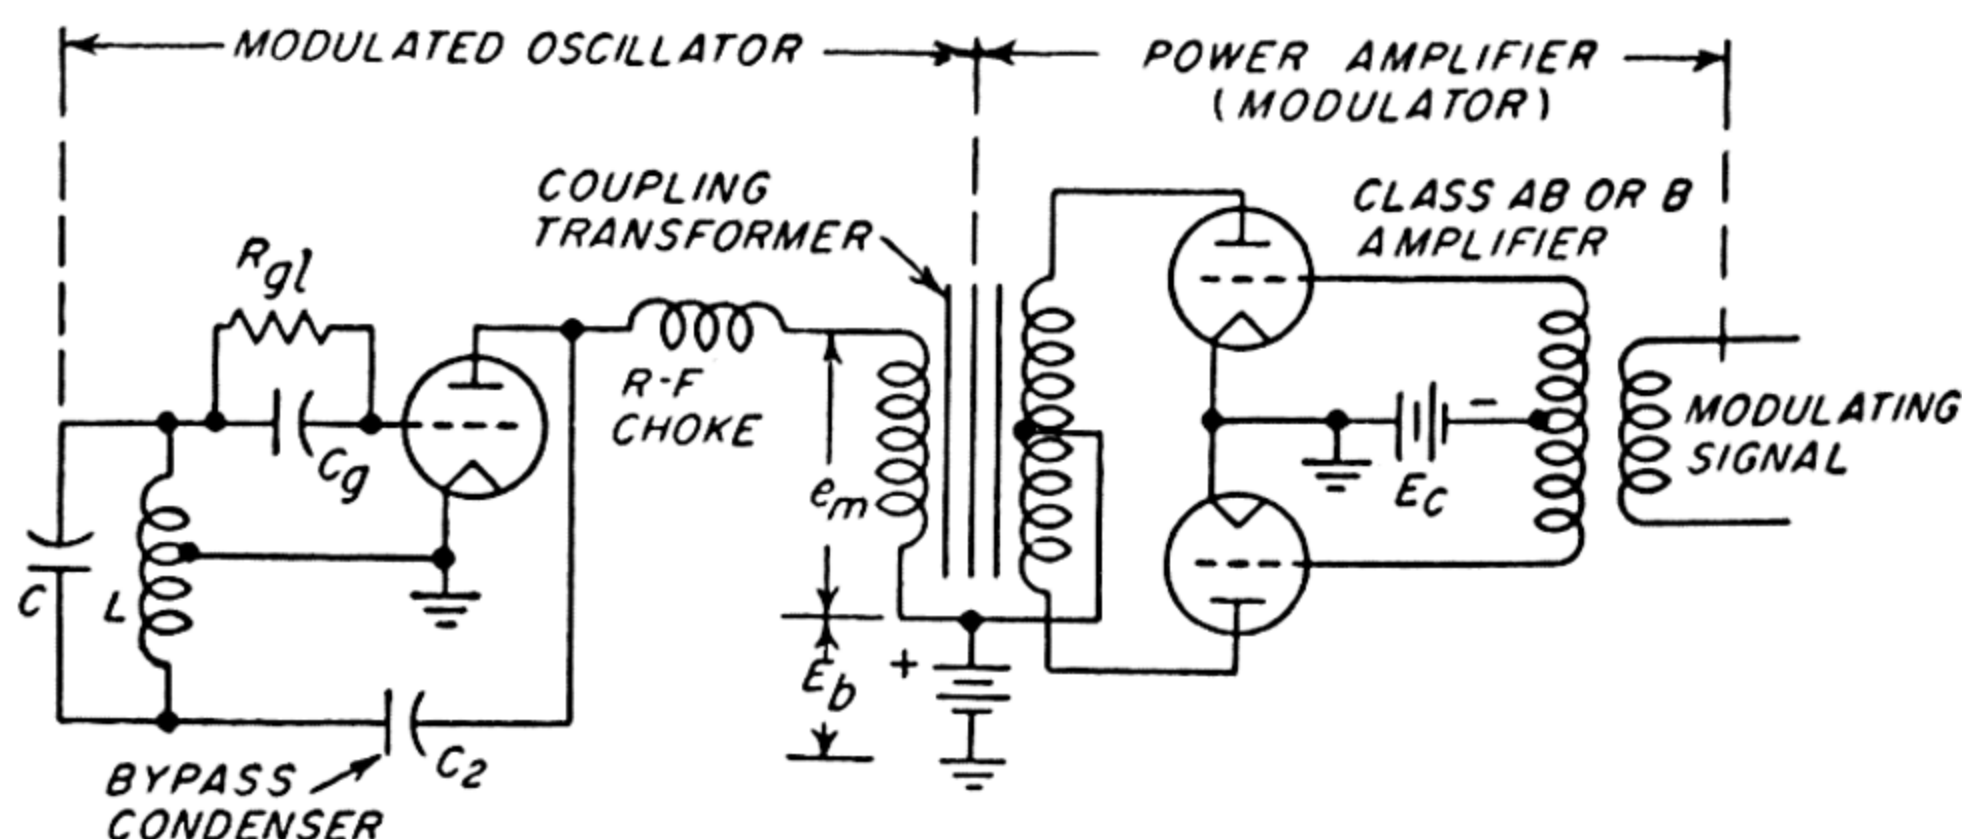 MODULATED OSCILLATOR
POWER AMPLIFIER
(MODULATOR)
COUPLING
TRANSFORMER
CLASS AB OR B
AMPLIFIER
Rgl
R-F
CHOKE
Cg
em
EC
MODULATING
SIGNAL
-
C
L
+
Eb
C2
BYPASS
CONDENSER